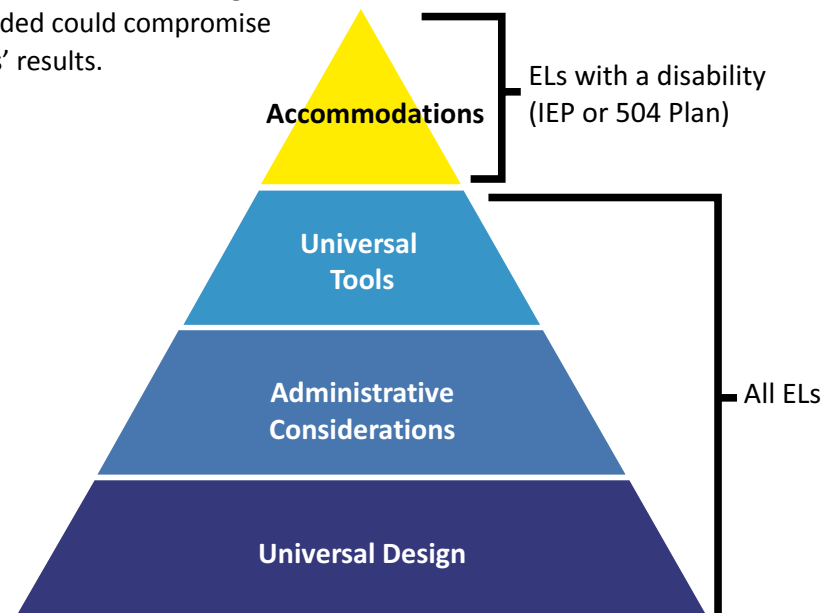 could compromise
results.
ELs with a disability
(IEP or 504 Plan)
Accommodations
Universal
Tools
Administrative
Considerations
All ELs
Universal Design